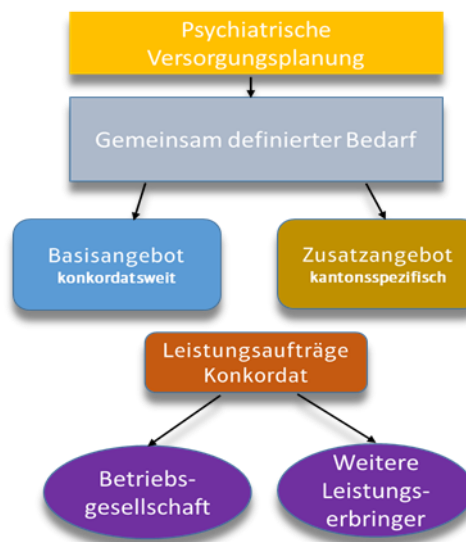 Psychiatrische
Versorgungsplanung
Gemeinsam definierter Bedarf
Basisangebot
konkordatsweit
Zusatzangebot
kantonsspezifisch
Leistungsaufträge
Konkordat
Betriebs-
gesellschaft
Weitere
Leistungs-
erbringer